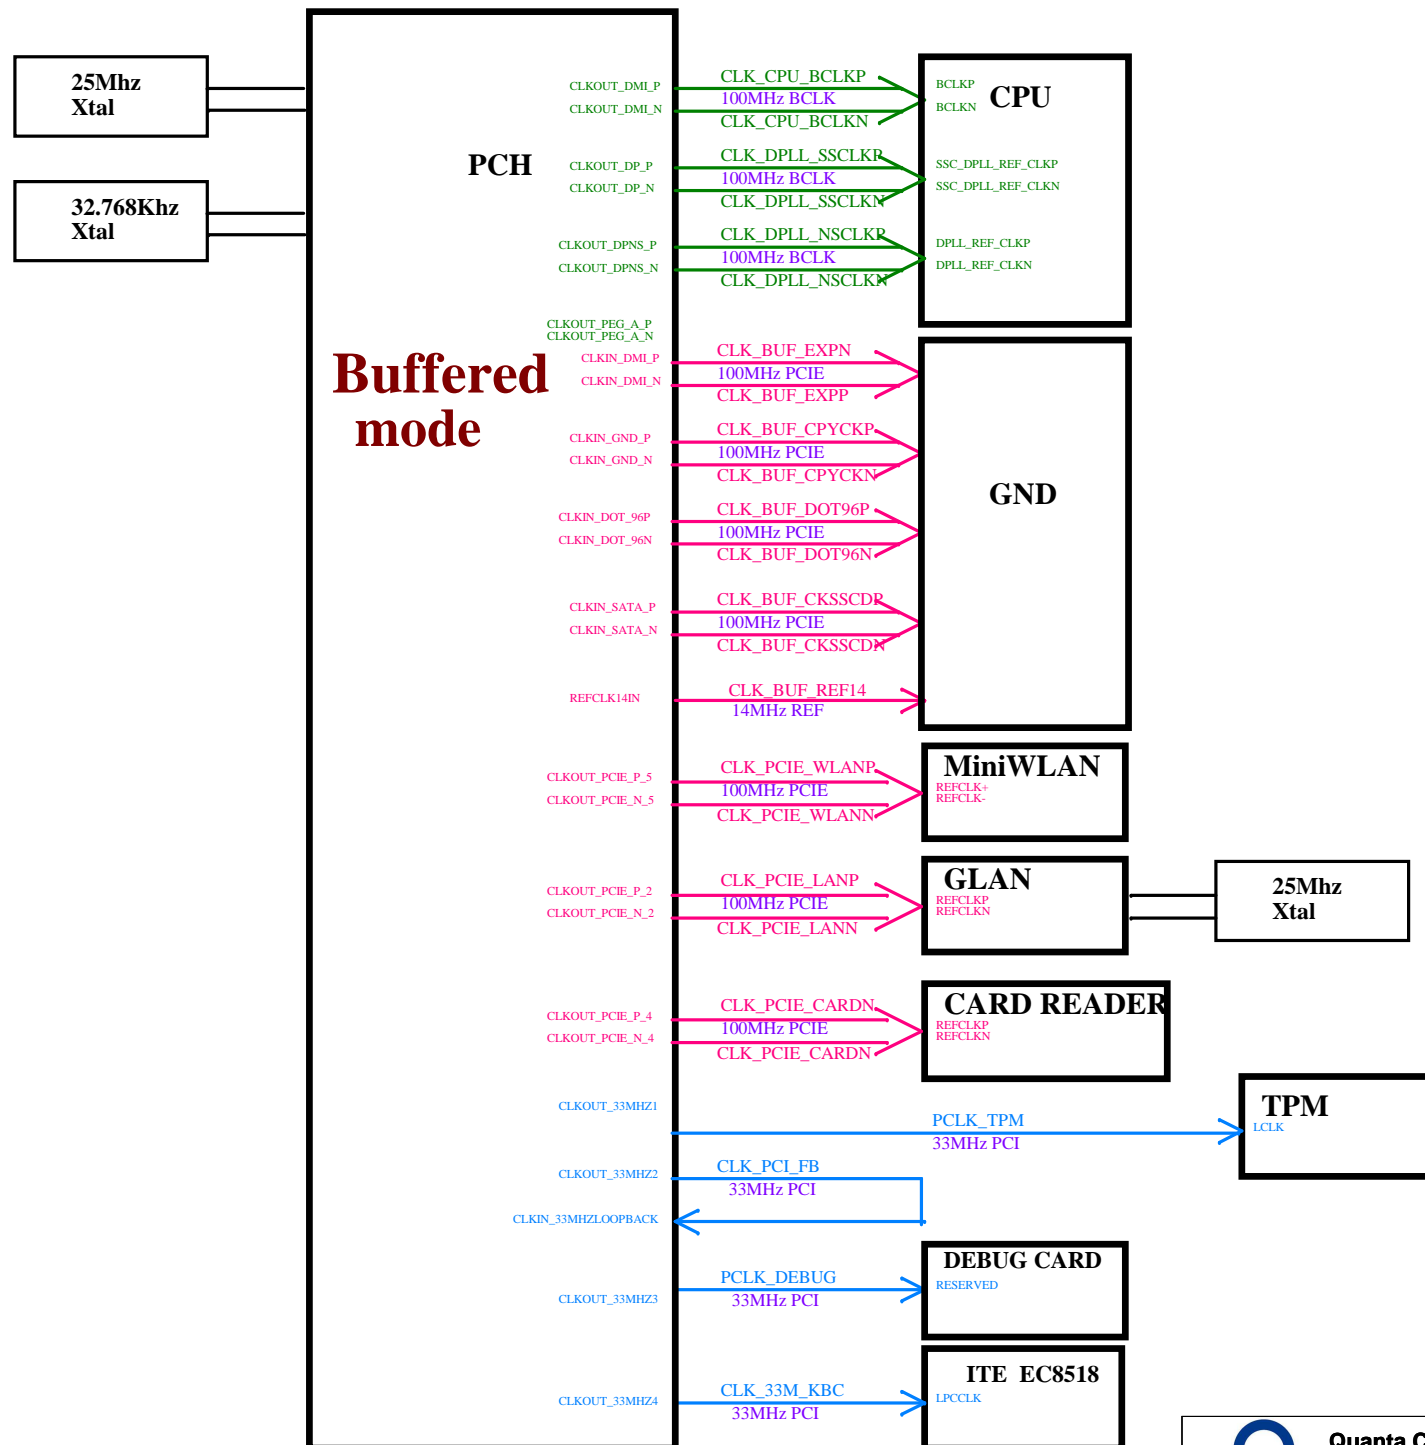 25Mhz
Xtal
32.768Khz
Xtal
PCH
Buffered
mode
CLKOUT_DMI_P
CLKOUT_DMI_N
CLK_CPU_BCLKP
100MHz BCLK
CLK_CPU_BCLKN
BCLKP
BCLKN
CPU
CLKOUT_DP_P
CLKOUT_DP_N
CLK_DPLL_SSCLKP
100MHz BCLK
CLK_DPLL_SSCLKN
SSC_DPLL_REF_CLKP
SSC_DPLL_REF_CLKN
CLKOUT_DPNS_P
CLKOUT_DPNS_N
CLK_DPLL_NSCLKP
100MHz BCLK
CLK_DPLL_NSCLKN
DPLL_REF_CLKP
DPLL_REF_CLKN
CLKOUT_PEG_A_P
CLKOUT_PEG_A_N
CLKIN_DMI_P
CLKIN_DMI_N
CLK_BUF_EXPN
100MHz PCIE
CLK_BUF_EXPP
CLKIN_GND_P
CLKIN_GND_N
CLK_BUF_CPYCKP
100MHz PCIE
CLK_BUF_CPYCKN
GND
CLKIN_DOT_96P
CLKIN_DOT_96N
CLK_BUF_DOT96P
100MHz PCIE
CLK_BUF_DOT96N
CLKIN_SATA_P
CLKIN_SATA_N
CLK_BUF_CKSSCDP
100MHz PCIE
CLK_BUF_CKSSCDN
REFCLK14IN
CLK_BUF_REF14
14MHz REF
CLKOUT_PCIE_P_5
CLKOUT_PCIE_N_5
CLK_PCIE_WLANP
100MHz PCIE
CLK_PCIE_WLANN
MiniWLAN
REFCLK+
REFCLK-
CLKOUT_PCIE_P_2
CLKOUT_PCIE_N_2
CLK_PCIE_LANP
100MHz PCIE
CLK_PCIE_LANN
GLAN
REFCLKP
REFCLKN
25Mhz
Xtal
CLKOUT_PCIE_P_4
CLKOUT_PCIE_N_4
CLK_PCIE_CARDN
100MHz PCIE
CLK_PCIE_CARDN
CARD READER
REFCLKP
REFCLKN
CLKOUT_33MHZ1
PCLK_TPM
33MHz PCI
TPM
LCLK
CLKOUT_33MHZ2
CLK_PCI_FB
33MHz PCI
CLKIN_33MHZLOOPBACK
CLKOUT_33MHZ3
PCLK_DEBUG
33MHz PCI
DEBUG CARD
RESERVED
CLKOUT_33MHZ4
CLK_33M_KBC
33MHz PCI
ITE EC8518
LPCCLK
Quanta